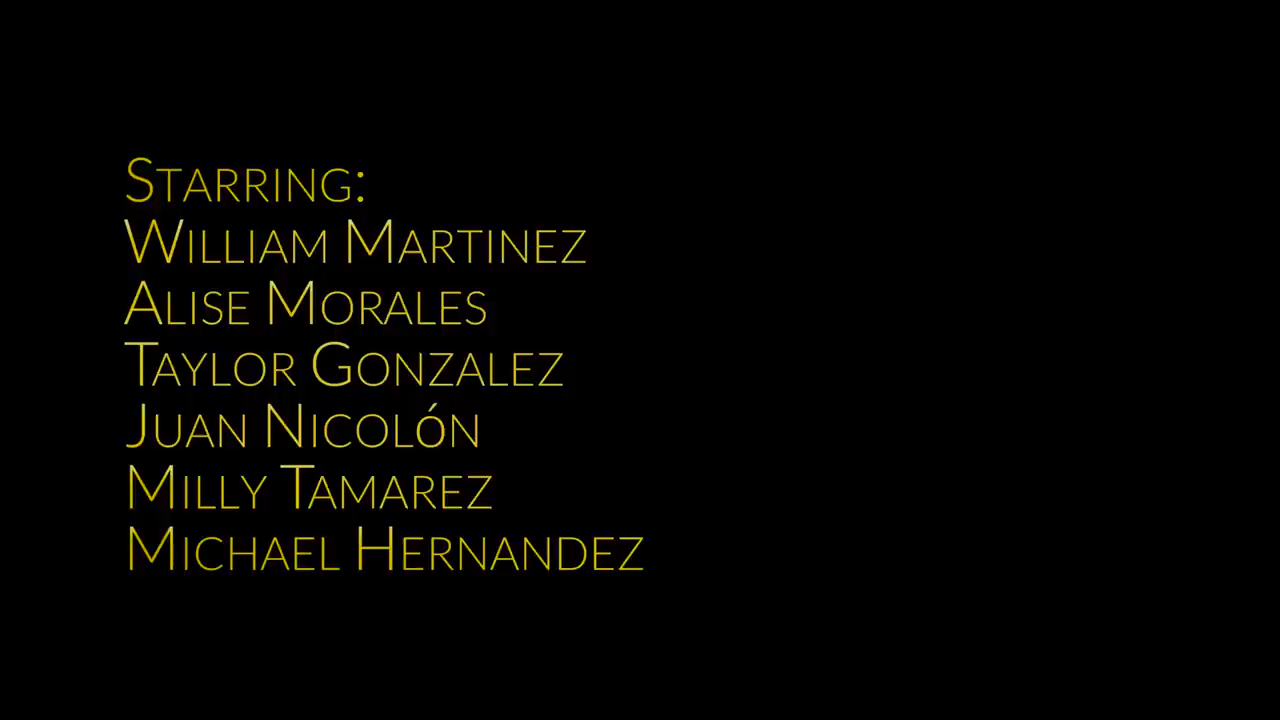 Starring:
William Martinez
Alise Morales
Taylor Gonzalez
Juan Nicolón
Milly Tamarez
Michael Hernandez